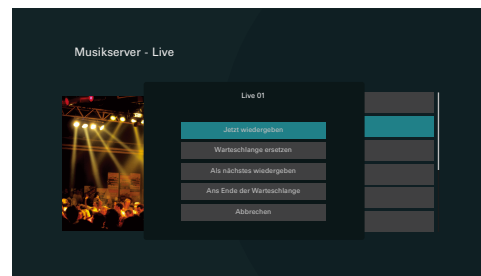 Musikserver - Live
Live 01
Jetzt wiedergeben
Warteschlange ersetzen
Als nächstes wiedergeben
Ans Ende der Warteschlange
Abbrechen